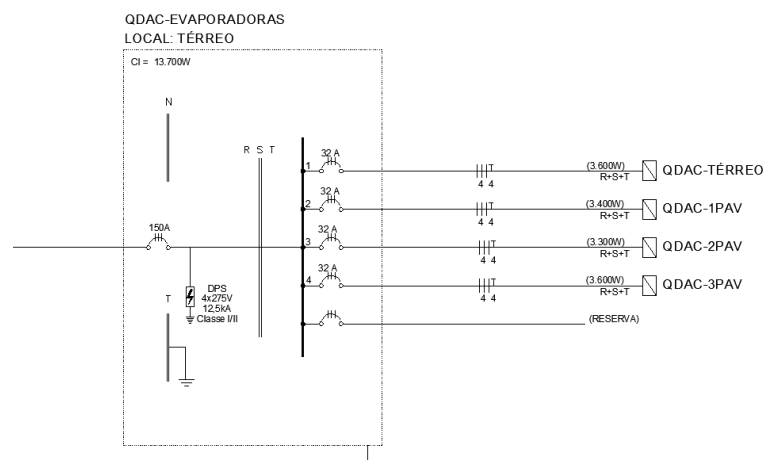 QDAC-EVAPORADORAS
LOCAL: TÉRREO
CI = 13.700W
N
R S T
150A
T
DPS
4x275V
12,5kA
Classe I/II
1
32 A
T
4 4
(3.600W)
R+S+T
QDAC-TÉRREO
2
32 A
T
4 4
(3.400W)
R+S+T
QDAC-1PAV
3
32 A
T
4 4
(3.300W)
R+S+T
QDAC-2PAV
4
32 A
T
4 4
(3.600W)
R+S+T
QDAC-3PAV
(RESERVA)